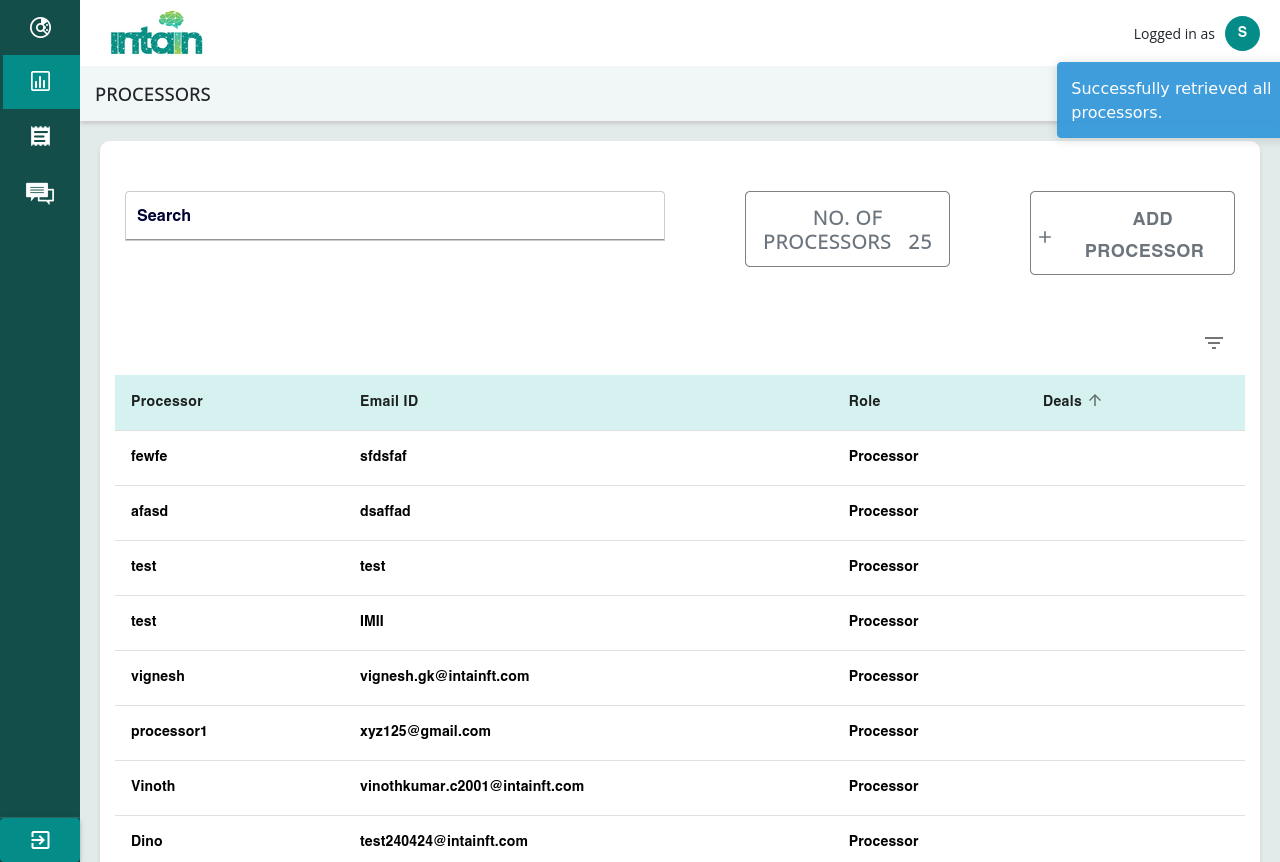 intain
Logged in as S
PROCESSORS
Successfully retrieved all
processors.
Search
NO. OF
PROCESSORS 25
+ ADD
PROCESSOR
Processor Email ID Role Deals
fewfe sfdsfaf Processor
afasd dsaffad Processor
test test Processor
test IMII Processor
vignesh vignesh.gk@intainft.com Processor
processor1 xyz125@gmail.com Processor
Vinoth vinothkumar.c2001@intainft.com Processor
Dino test240424@intainft.com Processor